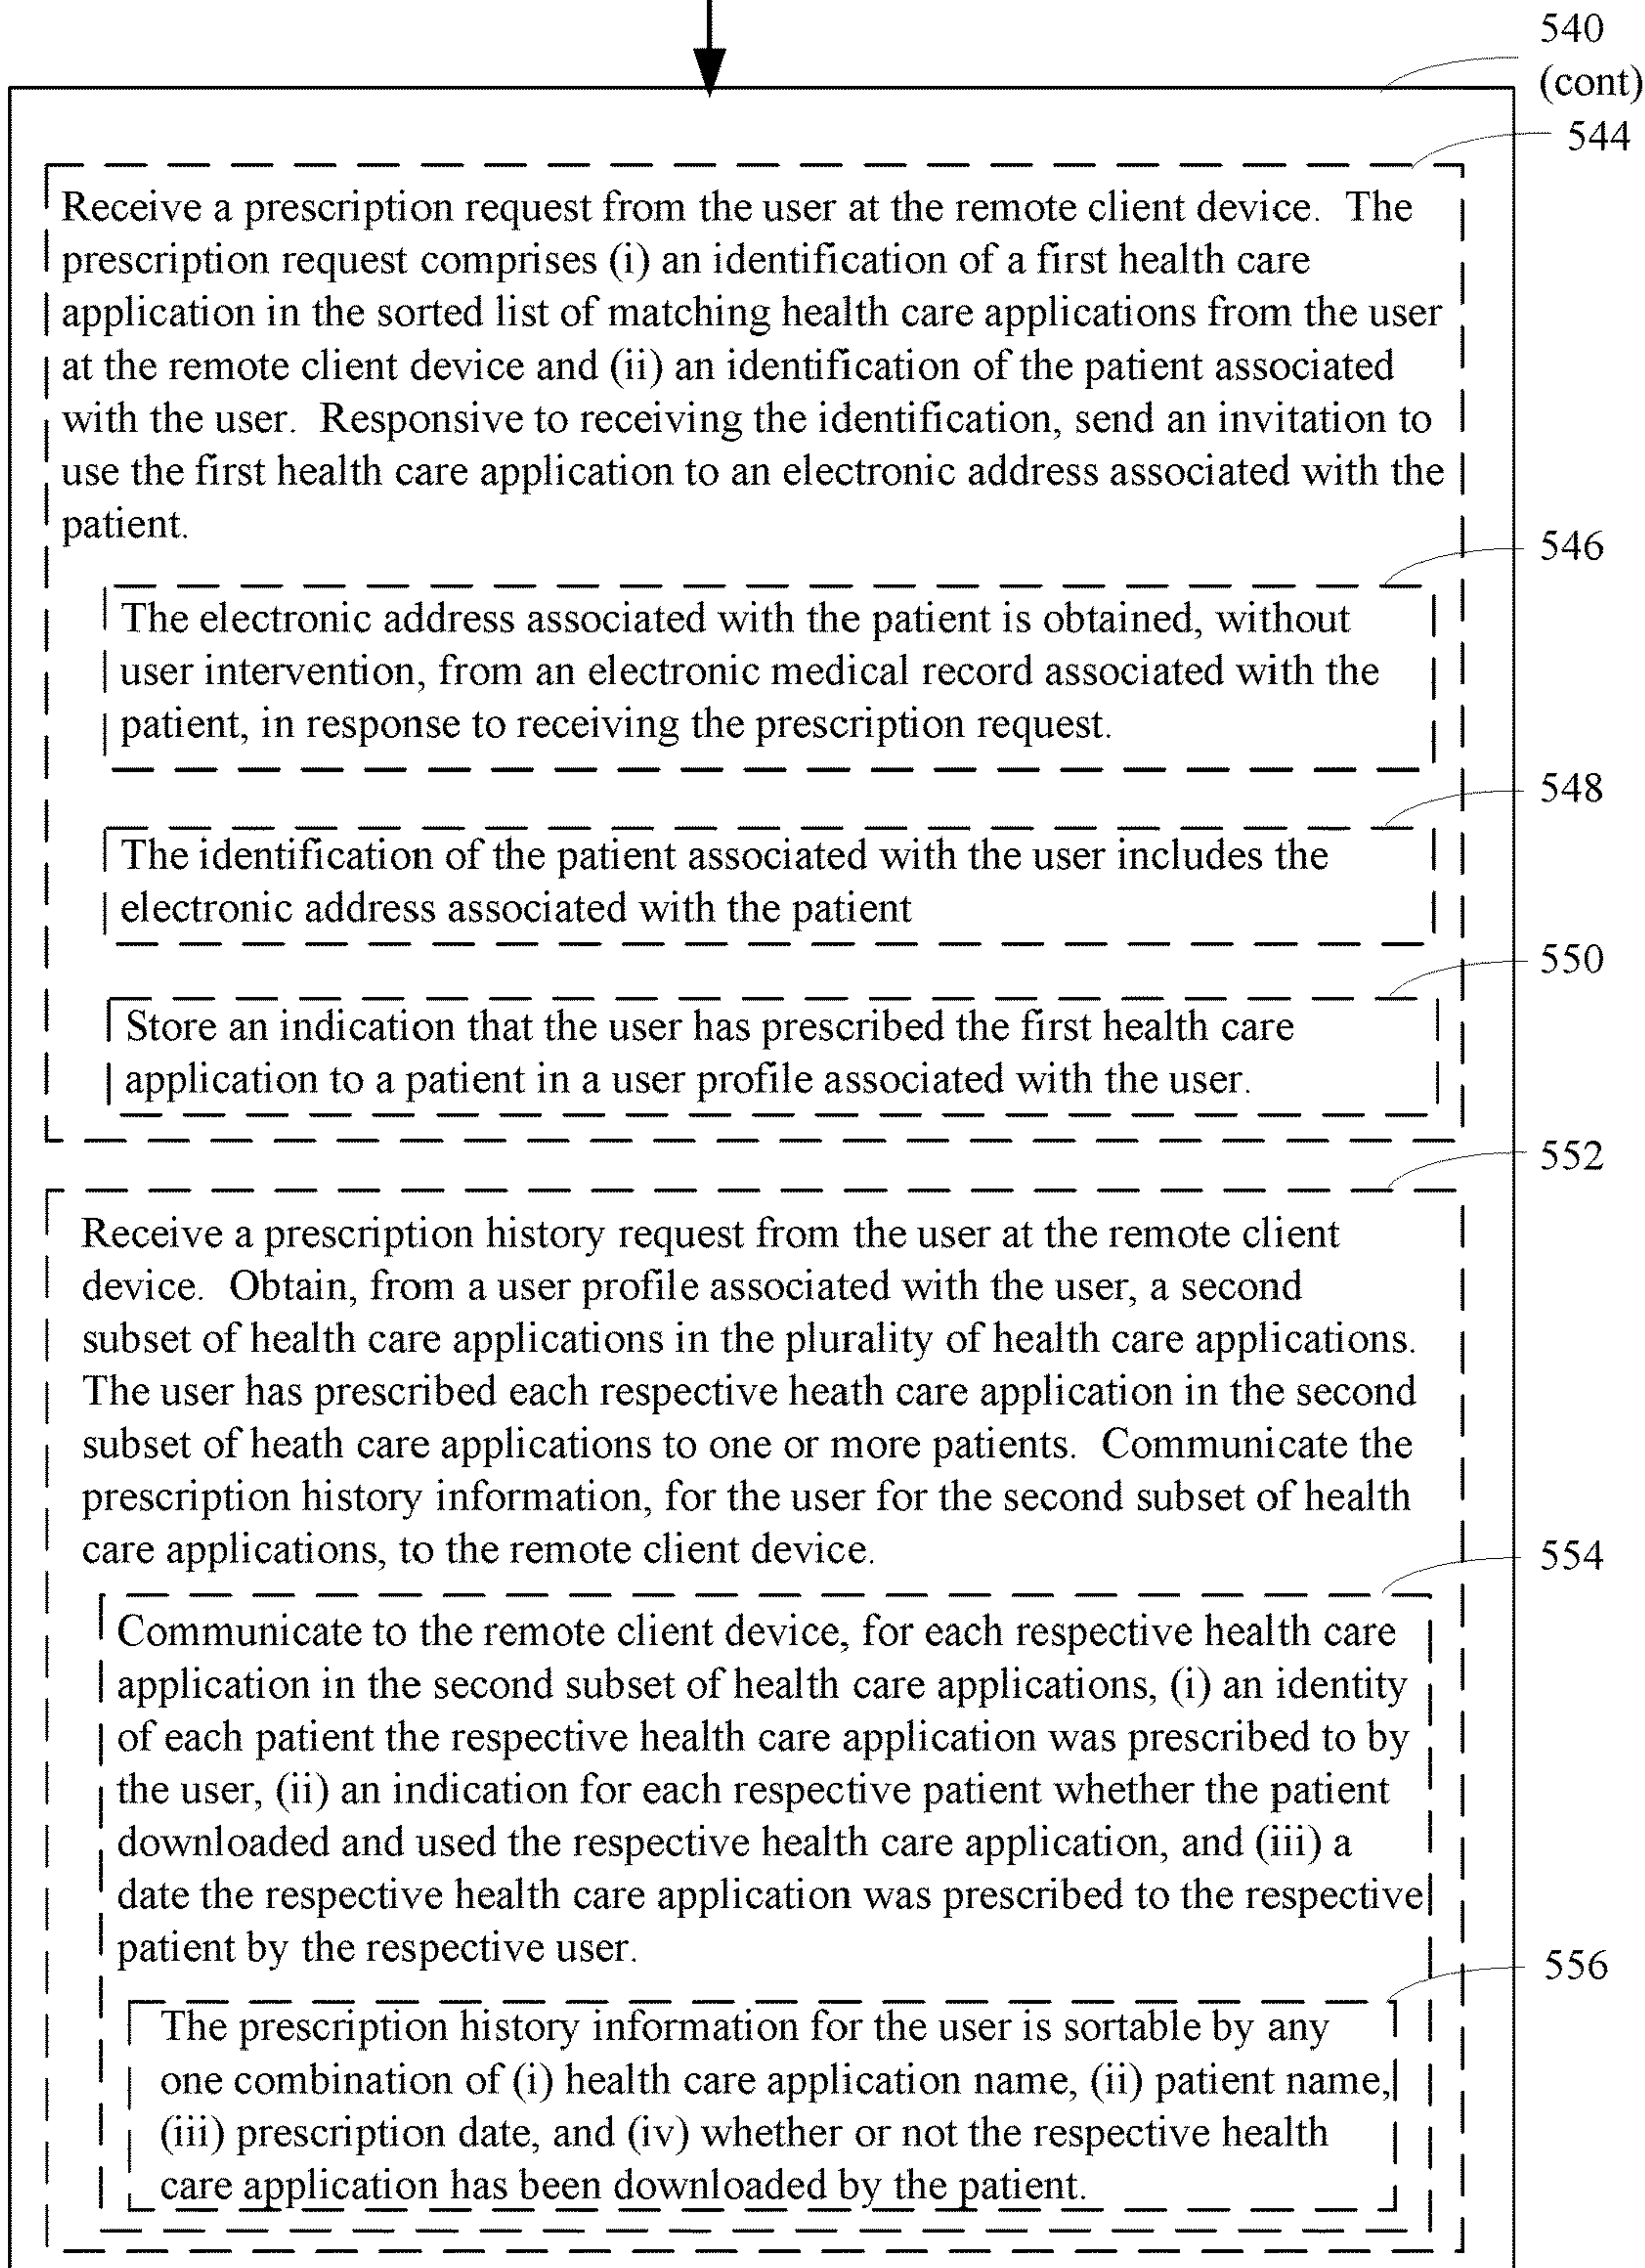 540
(cont)
544
Receive a prescription request from the user at the remote client device.  The
prescription request comprises (i) an identification of a first health care
application in the sorted list of matching health care applications from the user
at the remote client device and (ii) an identification of the patient associated
with the user.  Responsive to receiving the identification, send an invitation to
use the first health care application to an electronic address associated with the
patient.
546
The electronic address associated with the patient is obtained, without
user intervention, from an electronic medical record associated with the
patient, in response to receiving the prescription request.
548
The identification of the patient associated with the user includes the
electronic address associated with the patient
550
Store an indication that the user has prescribed the first health care
application to a patient in a user profile associated with the user.
552
Receive a prescription history request from the user at the remote client
device.  Obtain, from a user profile associated with the user, a second
subset of health care applications in the plurality of health care applications.
The user has prescribed each respective heath care application in the second
subset of heath care applications to one or more patients.  Communicate the
prescription history information, for the user for the second subset of health
care applications, to the remote client device.
554
Communicate to the remote client device, for each respective health care
application in the second subset of health care applications, (i) an identity
of each patient the respective health care application was prescribed to by
the user, (ii) an indication for each respective patient whether the patient
downloaded and used the respective health care application, and (iii) a
date the respective health care application was prescribed to the respective
patient by the respective user.
556
The prescription history information for the user is sortable by any
one combination of (i) health care application name, (ii) patient name,
(iii) prescription date, and (iv) whether or not the respective health
care application has been downloaded by the patient.